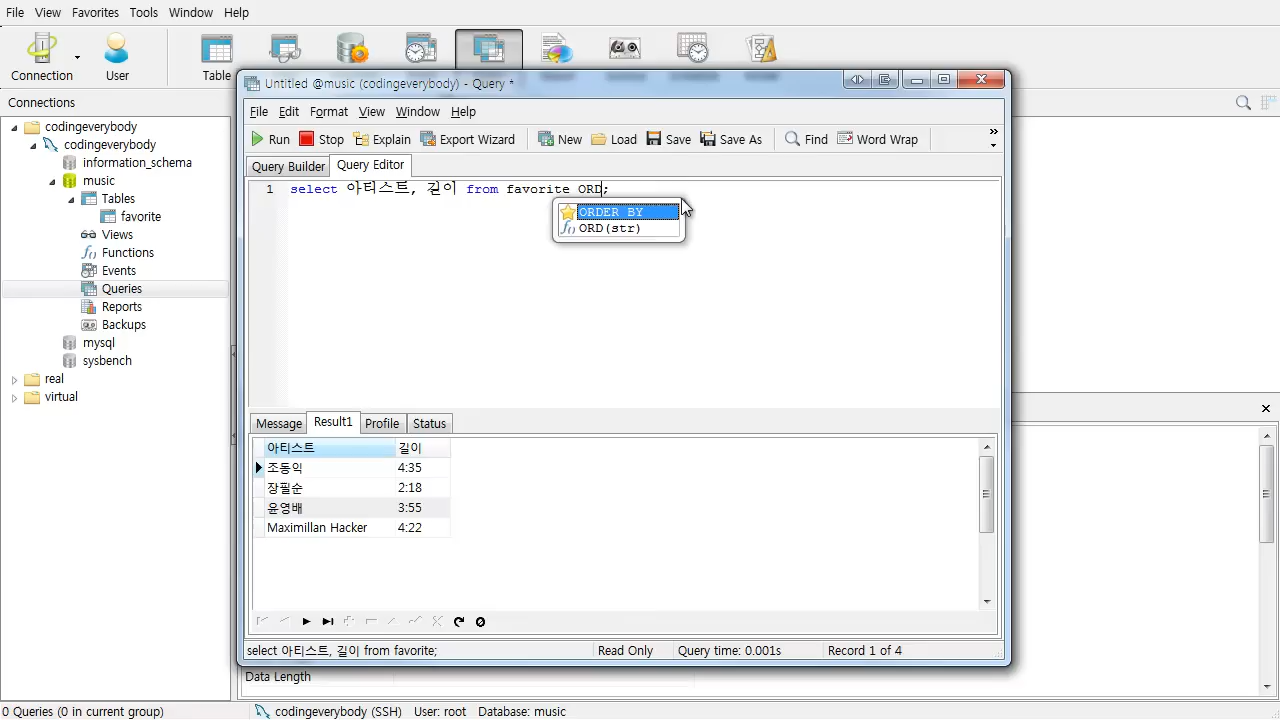 File View Favorites Tools Window Help
Connection User Table
Connections
codingeverybody
codingeverybody
information_schema
music
Tables
favorite
Views
Functions
Events
Queries
Reports
Backups
mysql
sysbench
real
virtual
Untitled @music (codingeverybody) - Query *
File Edit Format View Window Help
Run Stop Explain Export Wizard New Load Save Save As Find Word Wrap
Query Builder Query Editor
1 select 아티스트, 길이 from favorite ORD;
ORDER BY
ORD(str)
Message Result1 Profile Status
아티스트 길이
조동익 4:35
장필순 2:18
윤영배 3:55
Maximillan Hacker 4:22
select 아티스트, 길이 from favorite; Read Only Query time: 0.001s Record 1 of 4
Data Length
0 Queries (0 in current group) codingeverybody (SSH) User: root Database: music